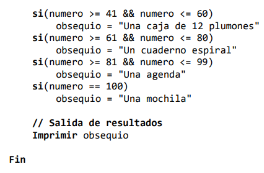 si(numero >= 41 && numero <= 60)
obsequio = "Una caja de 12 plumones"
si(numero >= 61 && numero <= 80)
obsequio = "Un cuaderno espiral"
si(numero >= 81 && numero <= 99)
obsequio = "Una agenda"
si(numero == 100)
obsequio = "Una mochila"
// Salida de resultados
Imprimir obsequio
Fin